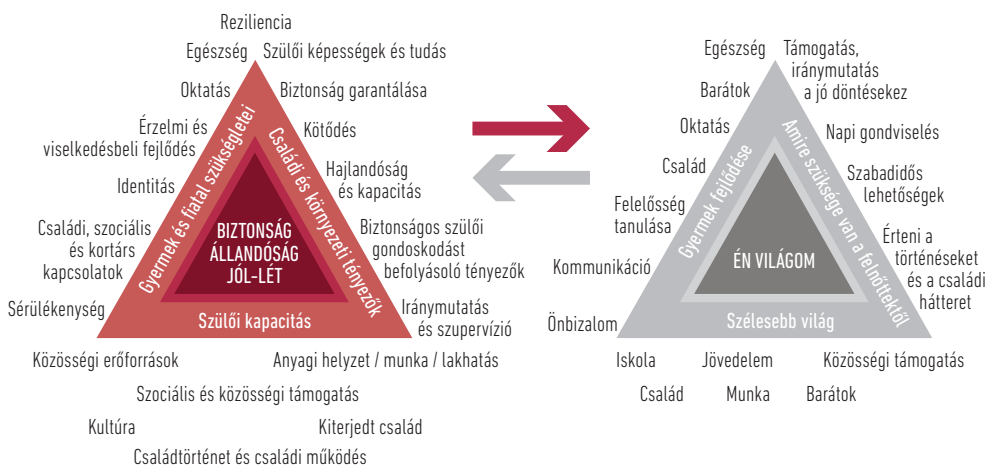 Reziliencia
Egészség
Szülői képességek és tudás
Oktatás
Biztonság garantálása
Érzelmi és
viselkedésbeli fejlődés
Kötődés
Identitás
Hajlandóság
és kapacitás
Családi, szociális
és kortárs
kapcsolatok
Biztonságos szülői
gondoskodást
befolyásoló tényezők
Sérülékenység
Iránymutatás
és szupervízió
Gyermek és fiatal szükségletei
Családi és környezeti tényezők
BIZTONSÁG
ÁLLANDÓSÁG
JÓL-LÉT
Szülői kapacitás
Közösségi erőforrások
Anyagi helyzet / munka / lakhatás
Szociális és közösségi támogatás
Kultúra
Kiterjedt család
Családtörténet és családi működés
Egészség
Támogatás,
iránymutatás
a jó döntésekez
Barátok
Oktatás
Napi gondviselés
Család
Szabadidős
lehetőségek
Felelősség
tanulása
Kommunikáció
Érteni a
történéseket
és a családi
hátteret
Önbizalom
Gyermek fejlődése
Amire szüksége van a felnőttektől
ÉN VILÁGOM
Szélesebb világ
Iskola
Jövedelem
Közösségi támogatás
Család
Munka
Barátok